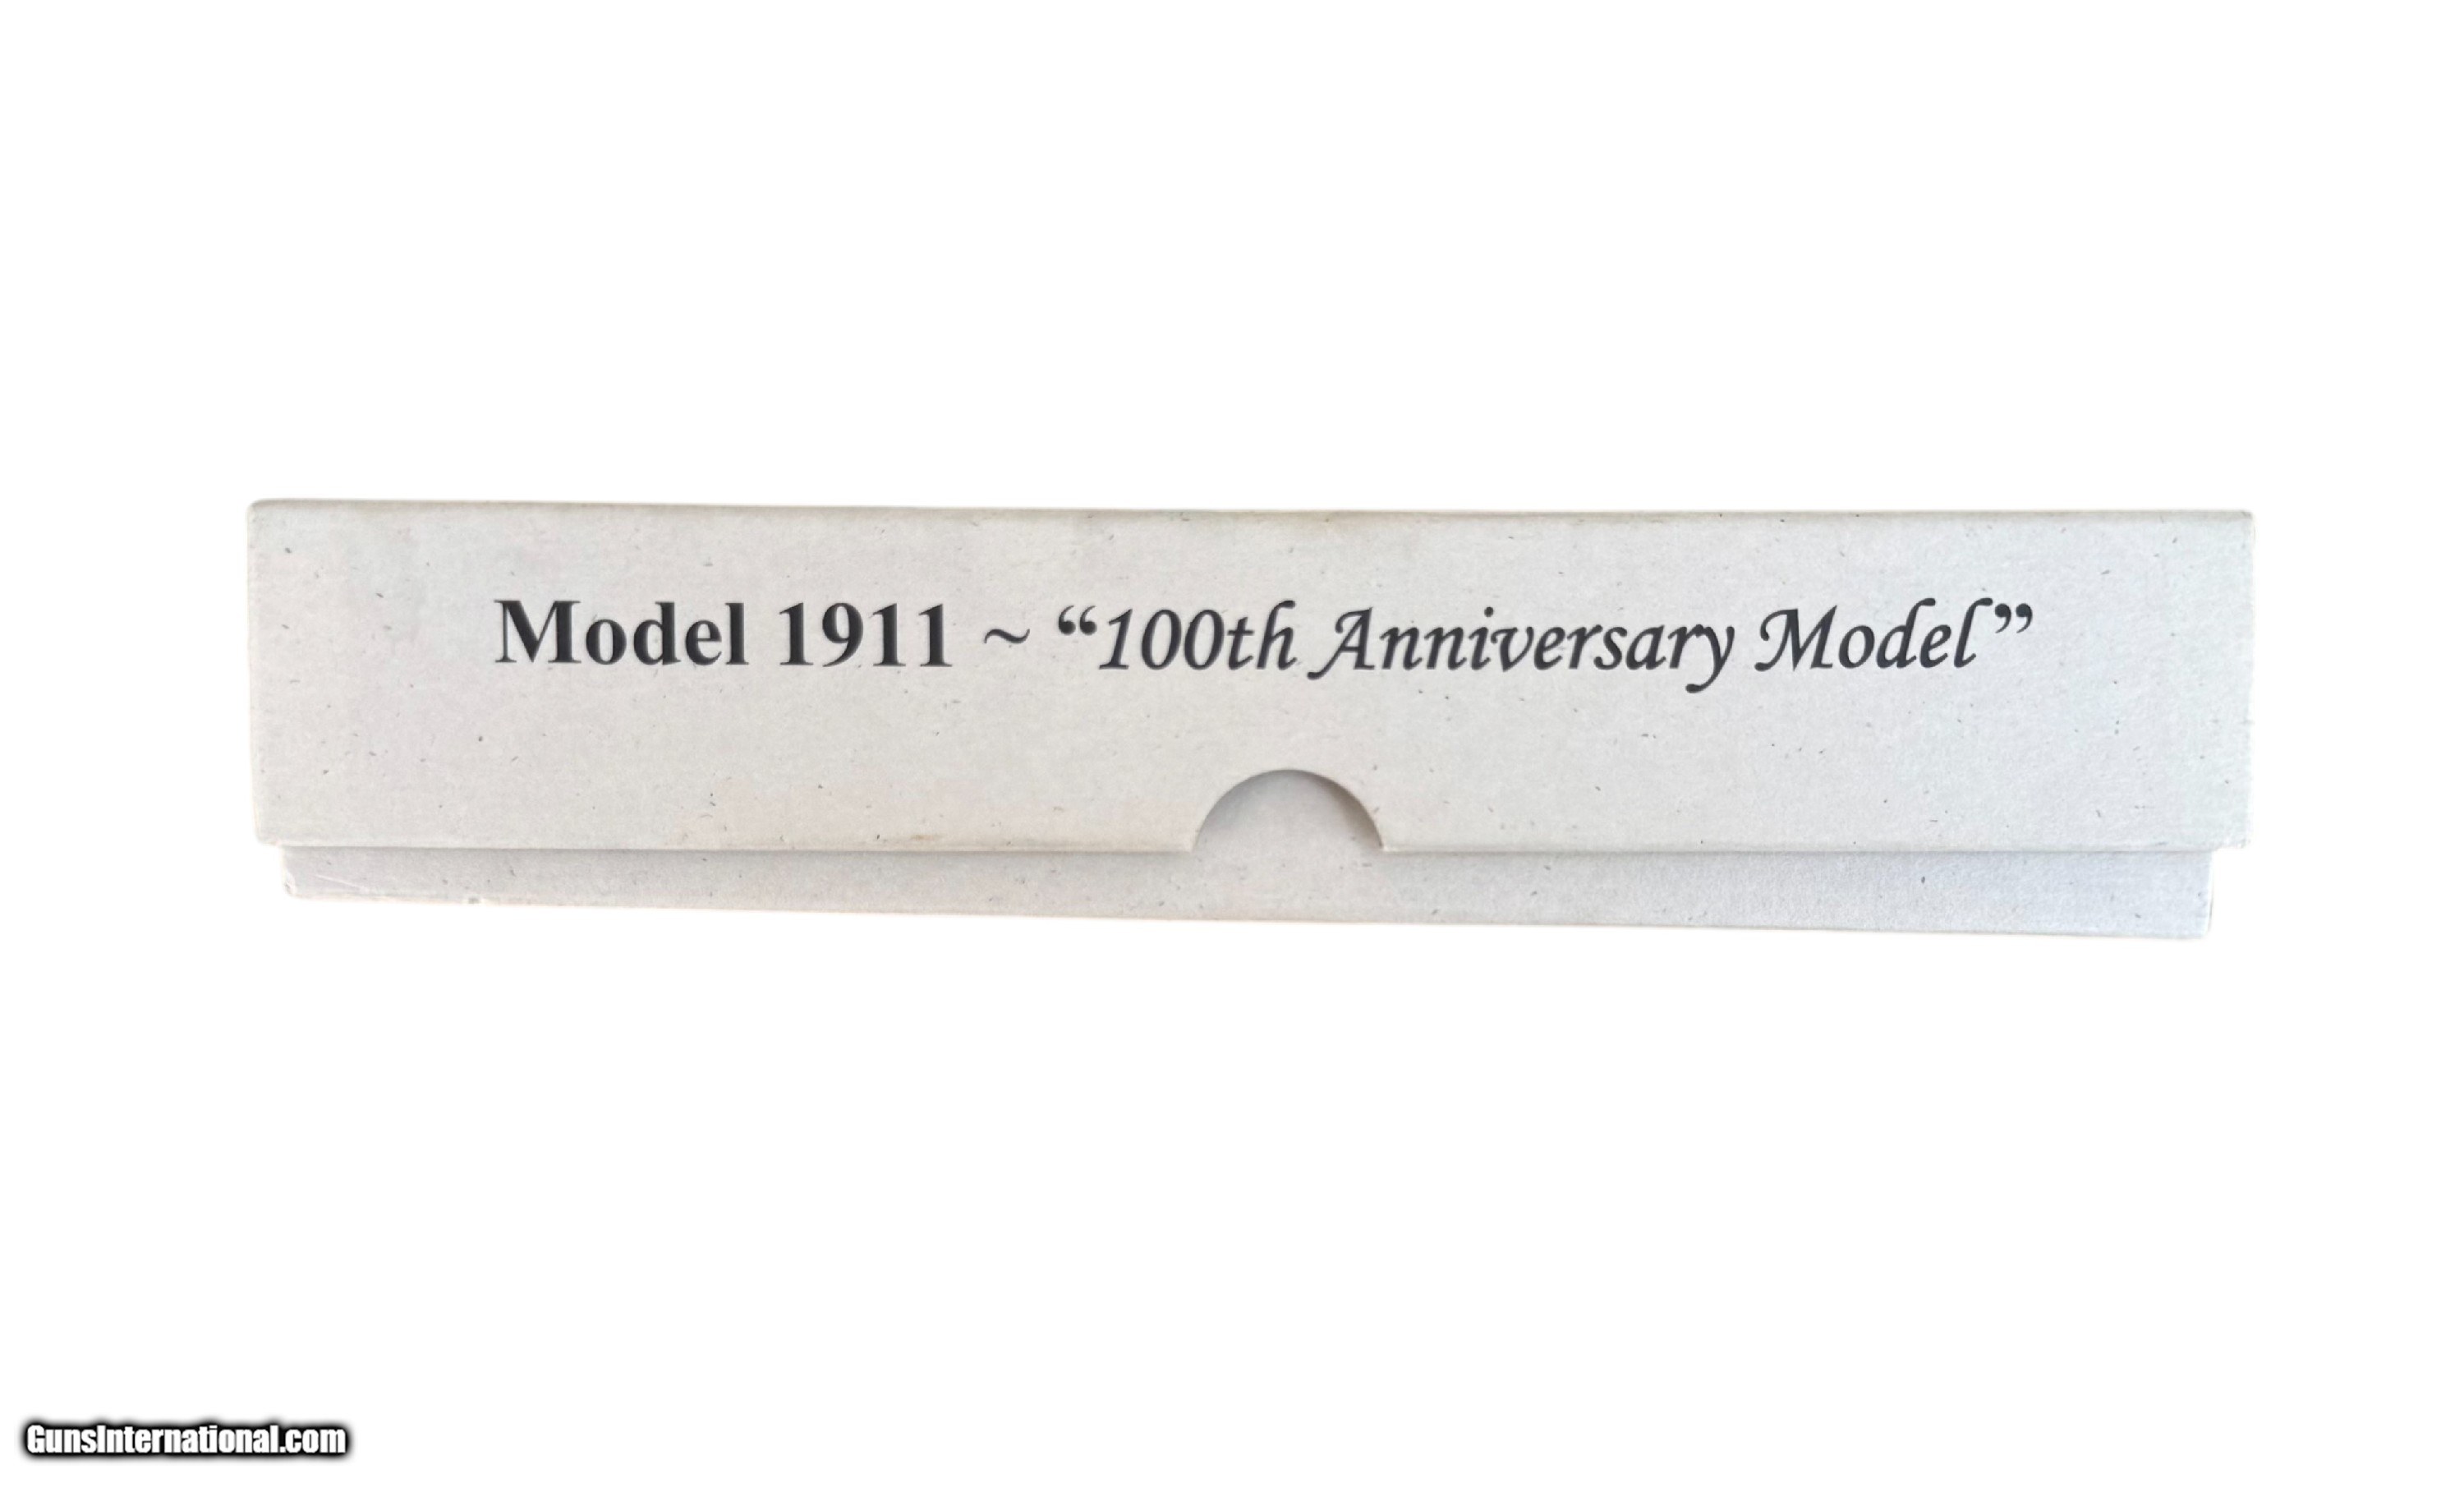 Model 1911 ~ “100th Anniversary Model”
GunsInternational.com